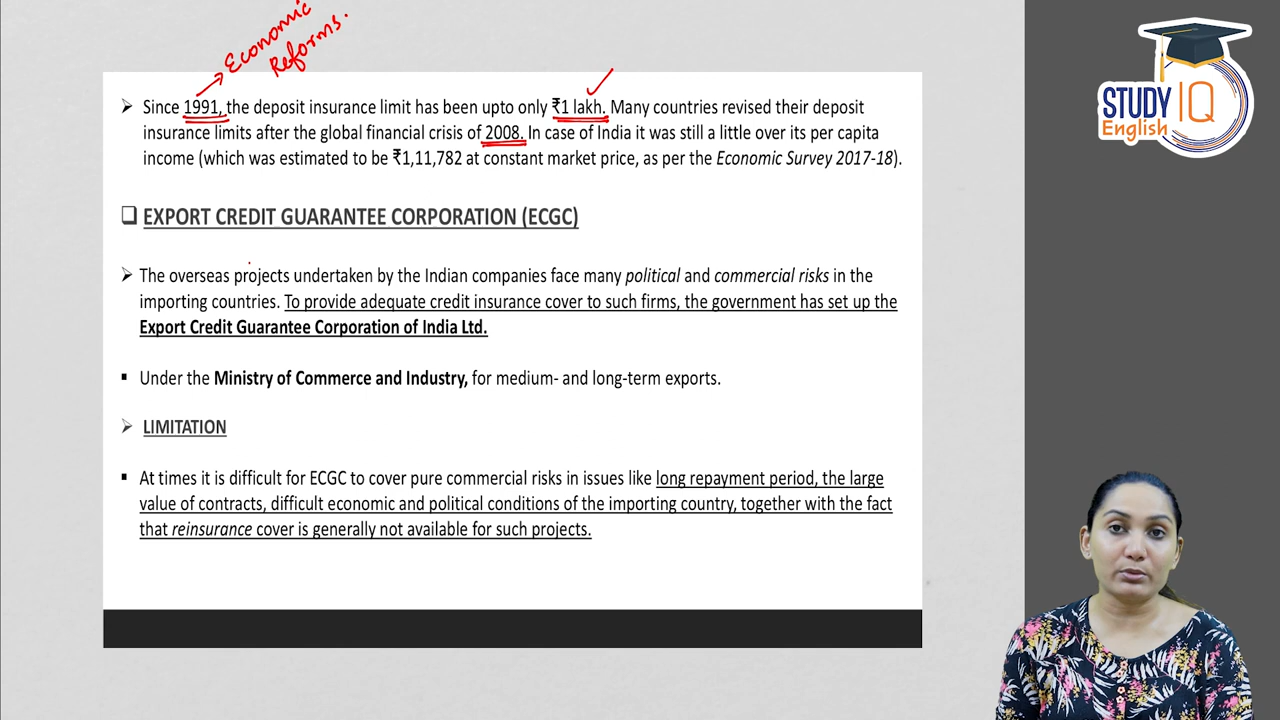 Economic
Reforms.
➢ Since 1991, the deposit insurance limit has been upto only ₹1 lakh. Many countries revised their deposit
insurance limits after the global financial crisis of 2008. In case of India it was still a little over its per capita
income (which was estimated to be ₹1,11,782 at constant market price, as per the Economic Survey 2017-18).
❑ EXPORT CREDIT GUARANTEE CORPORATION (ECGC)
➢ The overseas projects undertaken by the Indian companies face many political and commercial risks in the
importing countries. To provide adequate credit insurance cover to such firms, the government has set up the
Export Credit Guarantee Corporation of India Ltd.
▪ Under the Ministry of Commerce and Industry, for medium- and long-term exports.
➢ LIMITATION
▪ At times it is difficult for ECGC to cover pure commercial risks in issues like long repayment period, the large
value of contracts, difficult economic and political conditions of the importing country, together with the fact
that reinsurance cover is generally not available for such projects.
STUDY IQ
English